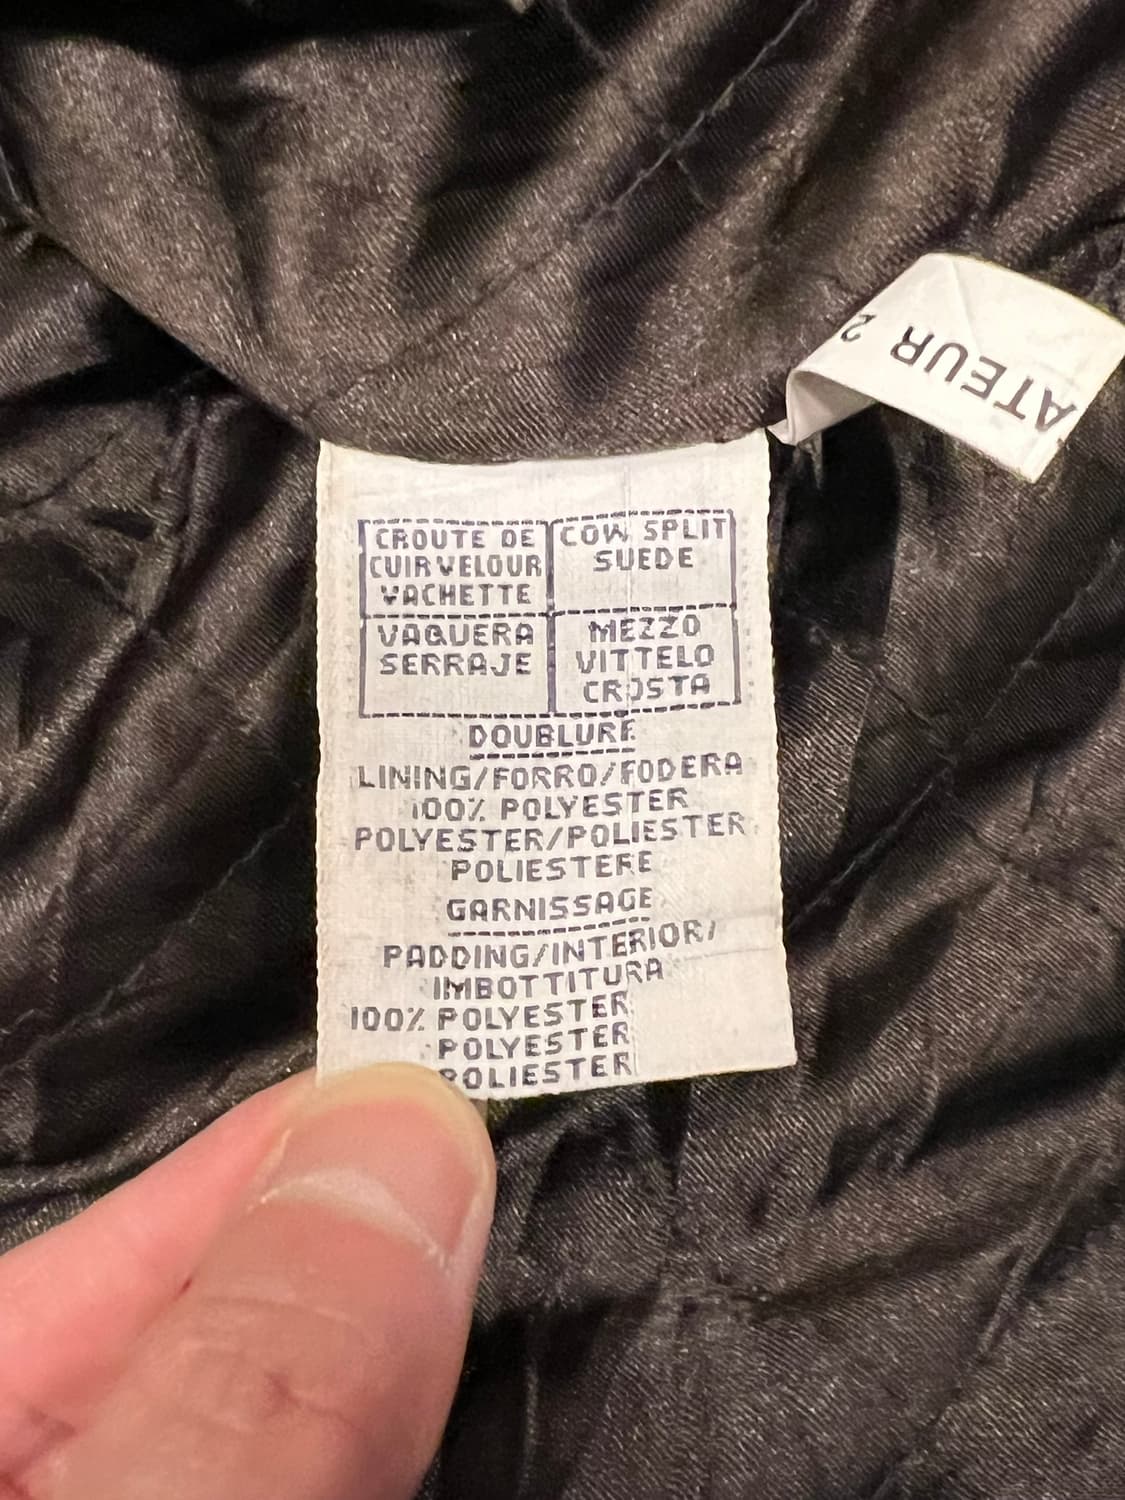 CROUTE DE
CUIR VELOUR
VACHETTE
COW SPLIT
SUEDE
VAQUERA
SERRAJE
MEZZO
VITTELO
CROSTA
DOUBLURE
LINING/FORRO/FODERA
100% POLYESTER
POLYESTER/POLIESTER
POLIESTERE
GARNISSAGE
PADDING/INTERIOR/
IMBOTTITURA
100% POLYESTER
POLYESTER
POLIESTER
ATEUR 2